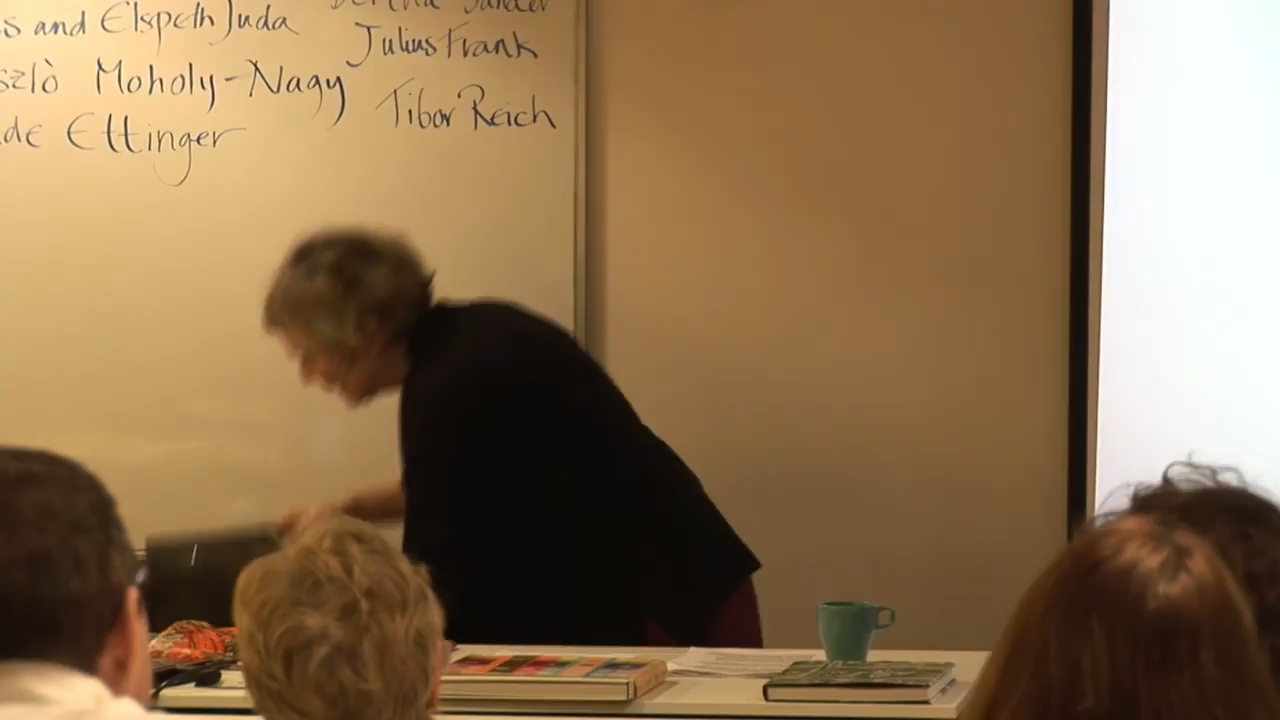 s and Elspeth Juda
szlò Moholy-Nagy
de Ettinger
Julius Frank
Tibor Reich